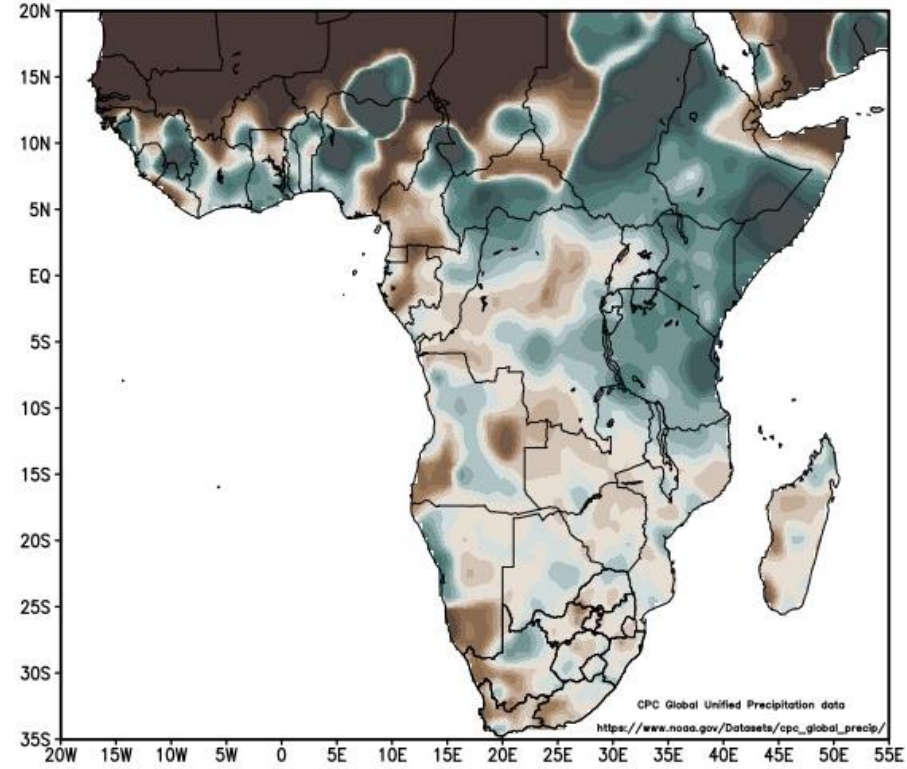 20N
15N
10N
5N
EQ
5S
10S
15S
20S
25S
30S
35S
CPC Global Unified Precipitation data
https://www.noaa.gov/Datasets/cpc_global_precip/
20W 15W 10W 5W 0 5E 10E 15E 20E 25E 30E 35E 40E 45E 50E 55E